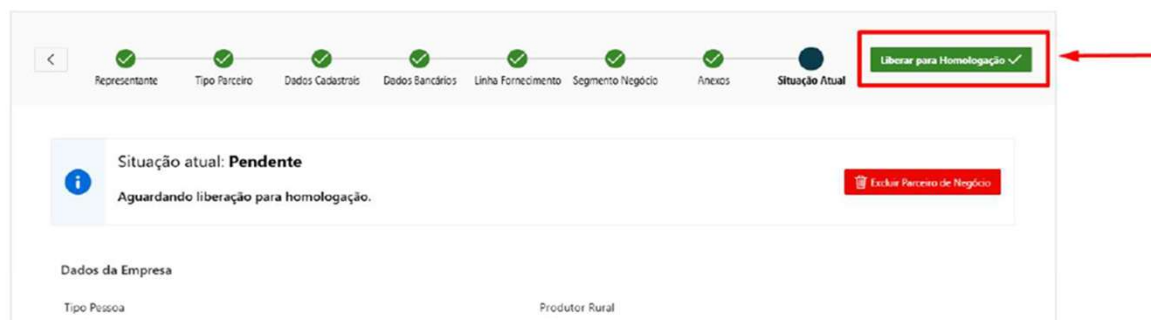 Representante
Tipo Parceiro
Dados Cadastrais
Dados Bancários
Linha Fornecimento
Segmento Negócio
Anexos
Situação Atual
Liberar para Homologação
Situação atual: Pendente
Aguardando liberação para homologação.
Excluir Parceiro de Negócio
Dados da Empresa
Tipo Pessoa
Produtor Rural